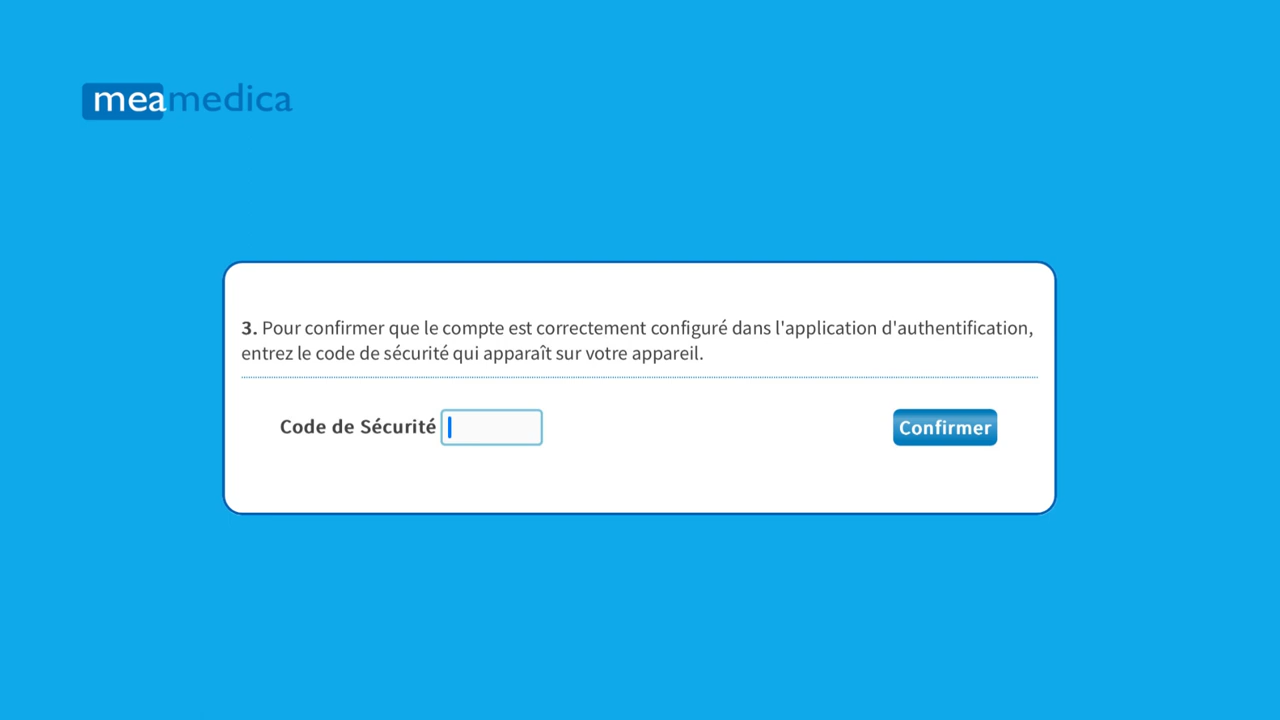 meamedica
3. Pour confirmer que le compte est correctement configuré dans l'application d'authentification,
entrez le code de sécurité qui apparaît sur votre appareil.
Code de Sécurité
Confirmer